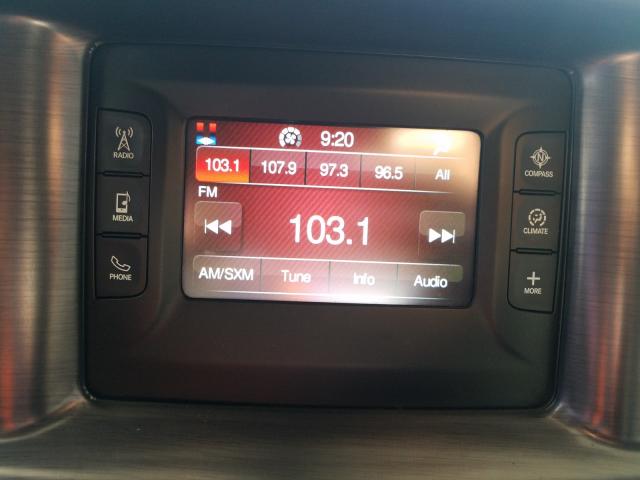 9:20
103.1 107.9 97.3 96.5 All
FM
103.1
AM/SXM Tune Info Audio
RADIO
MEDIA
PHONE
N
COMPASS
CLIMATE
+
MORE